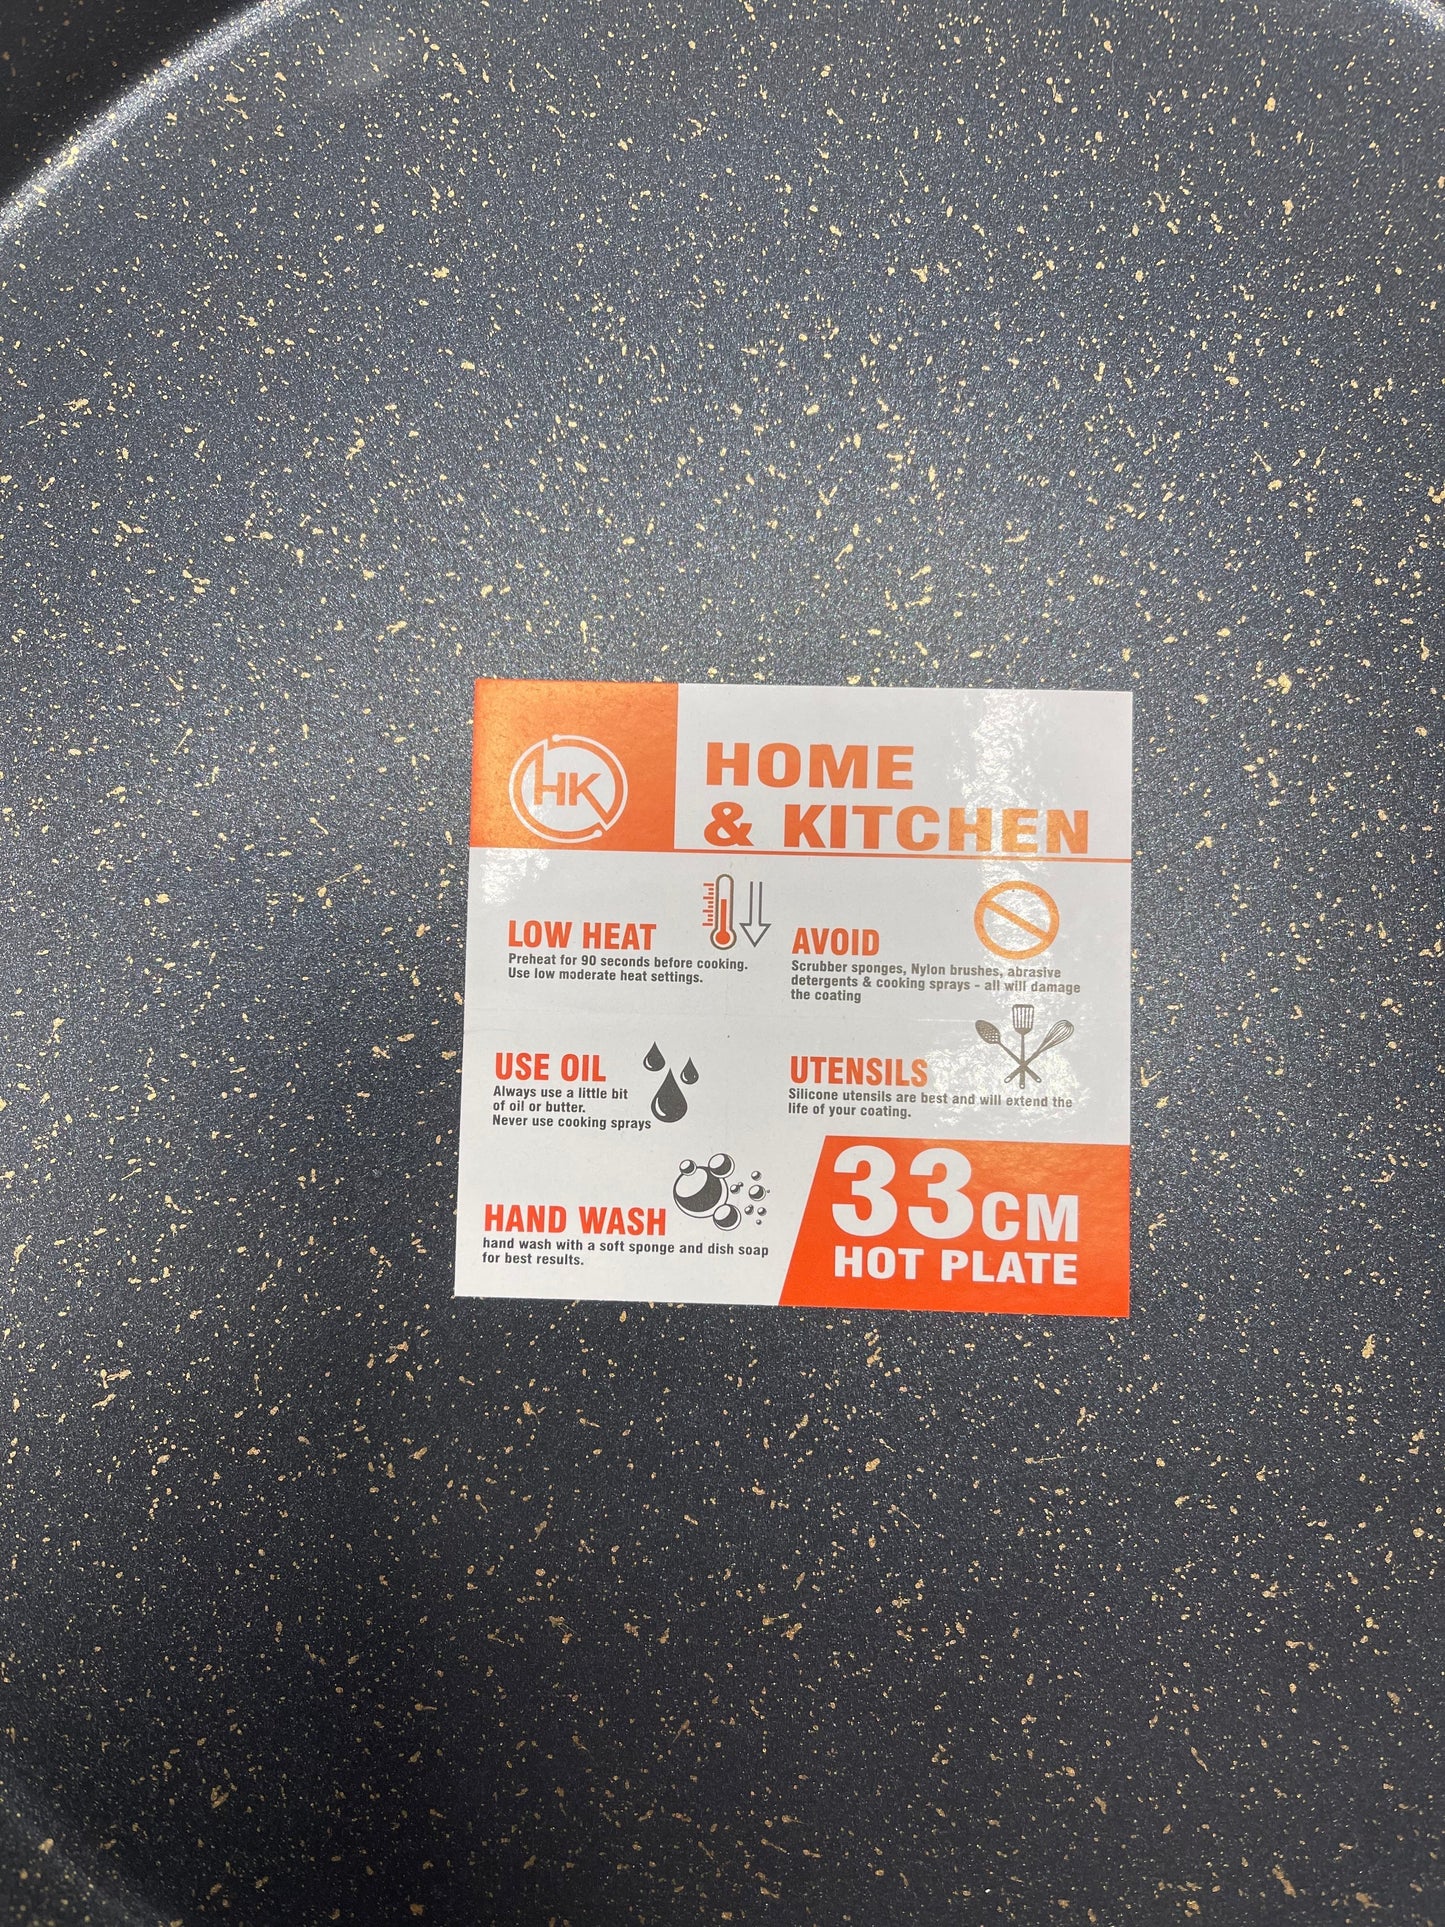 HK
HOME
& KITCHEN
LOW HEAT
Preheat for 90 seconds before cooking.
Use low moderate heat settings.
AVOID
Scrubber sponges, Nylon brushes, abrasive
detergents & cooking sprays - all will damage
the coating
USE OIL
Always use a little bit
of oil or butter.
Never use cooking sprays
UTENSILS
Silicone utensils are best and will extend the
life of your coating.
HAND WASH
hand wash with a soft sponge and dish soap
for best results.
33CM
HOT PLATE